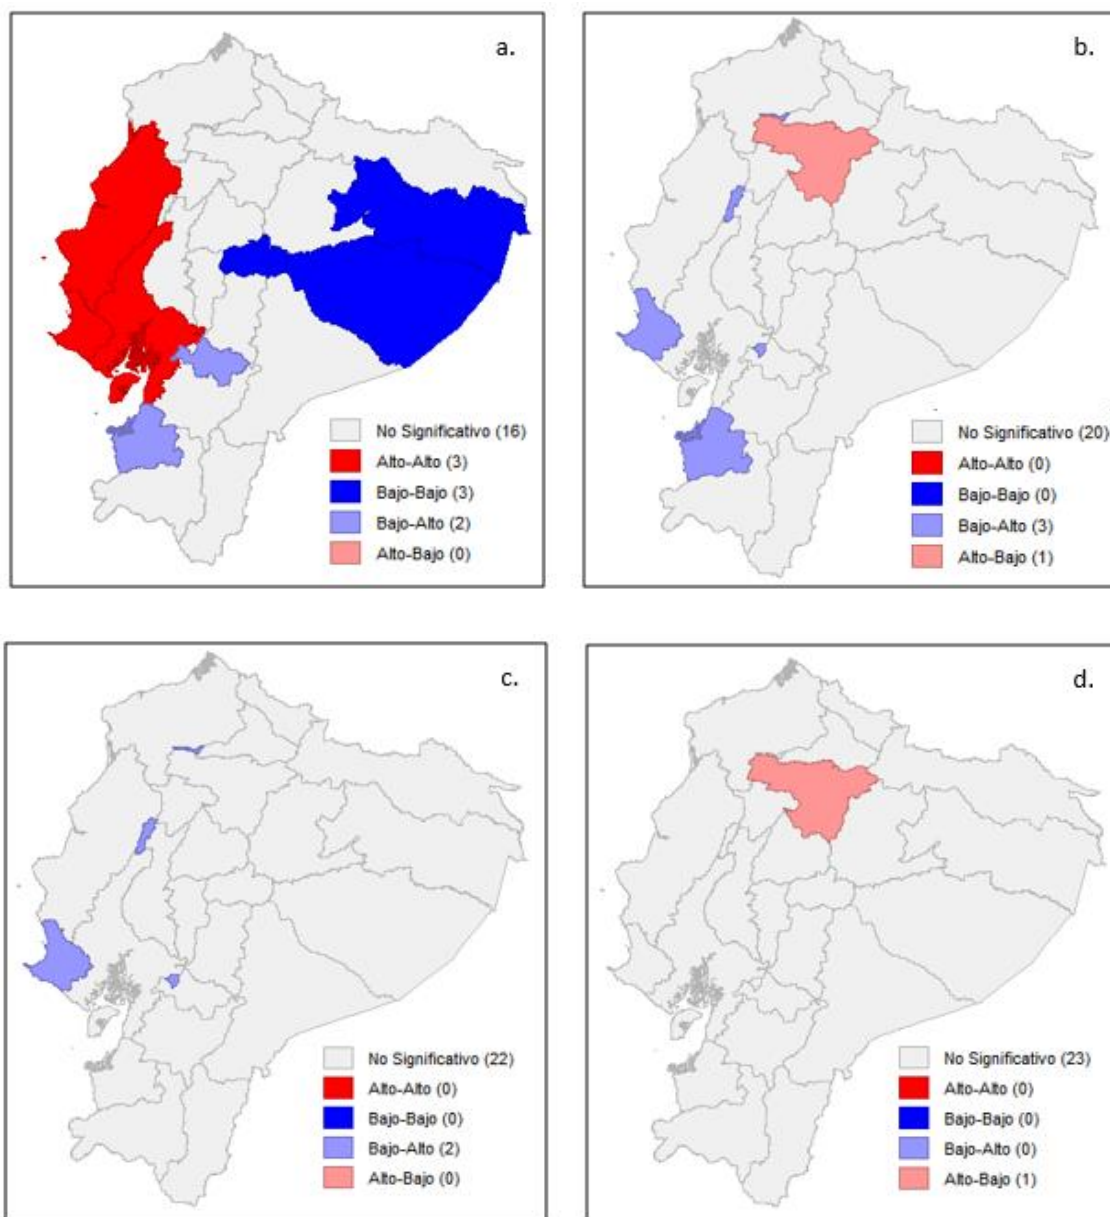 a.
No Significativo (16)
Alto-Alto (3)
Bajo-Bajo (3)
Bajo-Alto (2)
Alto-Bajo (0)
b.
No Significativo (20)
Alto-Alto (0)
Bajo-Bajo (0)
Bajo-Alto (3)
Alto-Bajo (1)
c.
No Significativo (22)
Alto-Alto (0)
Bajo-Bajo (0)
Bajo-Alto (2)
Alto-Bajo (0)
d.
No Significativo (23)
Alto-Alto (0)
Bajo-Bajo (0)
Bajo-Alto (0)
Alto-Bajo (1)